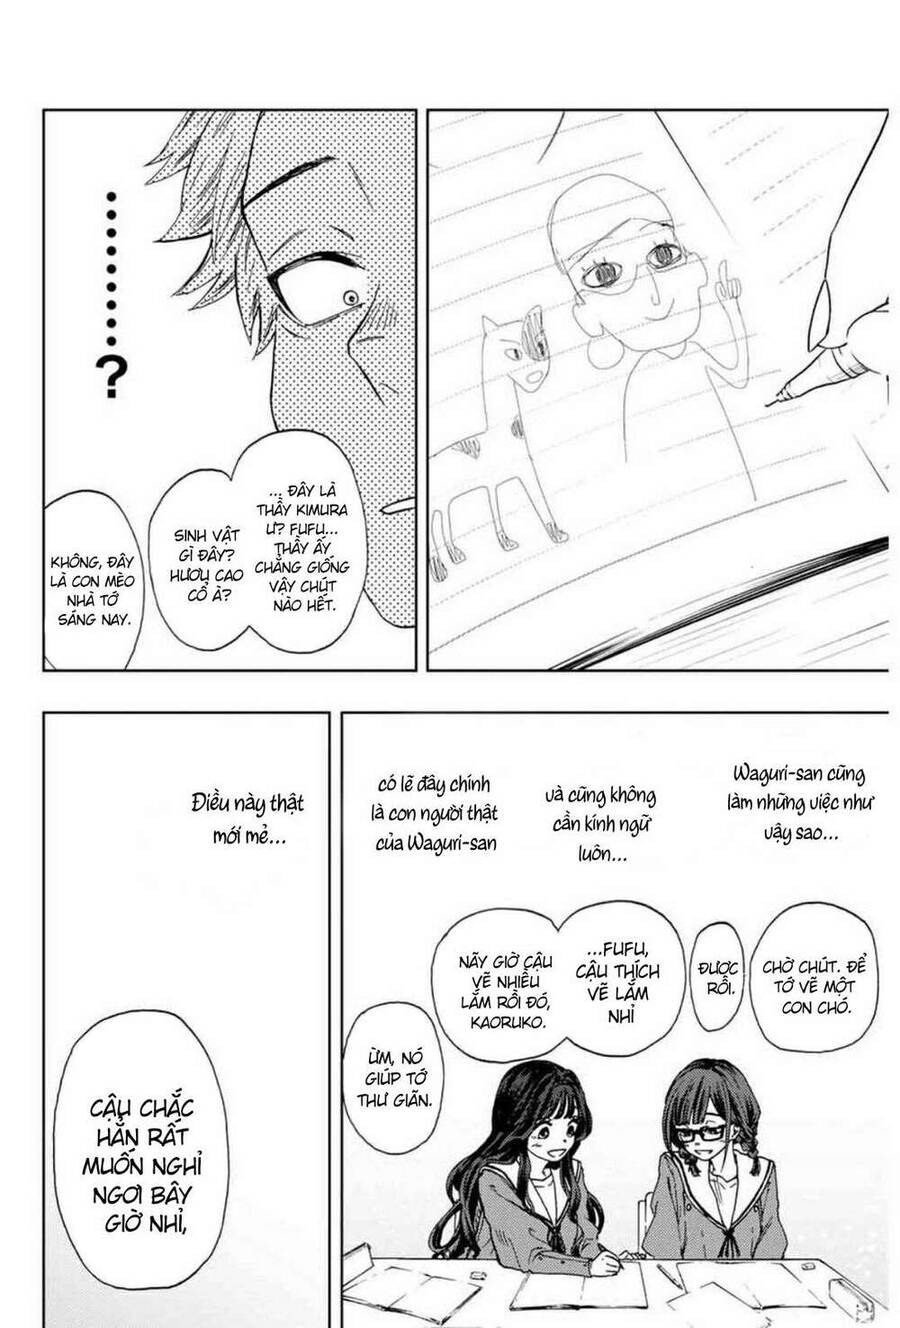 ... ĐÂY LÀ
THẦY KIMURA
Ư? FUFU...
THẦY ẤY
CHẲNG GIỐNG
VẬY CHÚT
NÀO HẾT.
SINH VẬT
GÌ ĐÂY?
HƯƠU CAO
CỔ À?
KHÔNG, ĐÂY
LÀ CON MÈO
NHÀ TỚ
SÁNG NAY.
.........?
Waguri-san cũng
làm những việc như
vậy sao...
và cũng không
cần kính ngữ
luôn...
có lẽ đây chính
là con người thật
của Waguri-san
CHỜ CHÚT. ĐỂ
TỚ VẼ MỘT
CON CHÓ.
ĐƯỢC
RỒI.
...FUFU,
CẬU THÍCH
VẼ LẮM
NHỈ
NÃY GIỜ CẬU
VẼ NHIỀU
LẮM RỒI ĐÓ,
KAORUKO.
ỪM, NÓ
GIÚP TỚ
THƯ GIÃN.
Điều này thật
mới mẻ...
CẬU CHẮC
HẲN RẤT
MUỐN NGHỈ
NGƠI BÂY
GIỜ NHỈ,